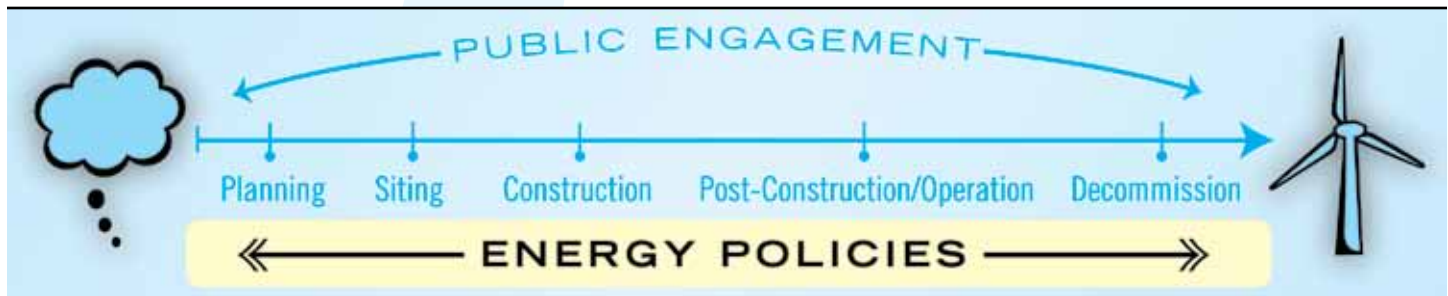 PUBLIC ENGAGEMENT
Planning Siting Construction Post-Construction/Operation Decommission
ENERGY POLICIES